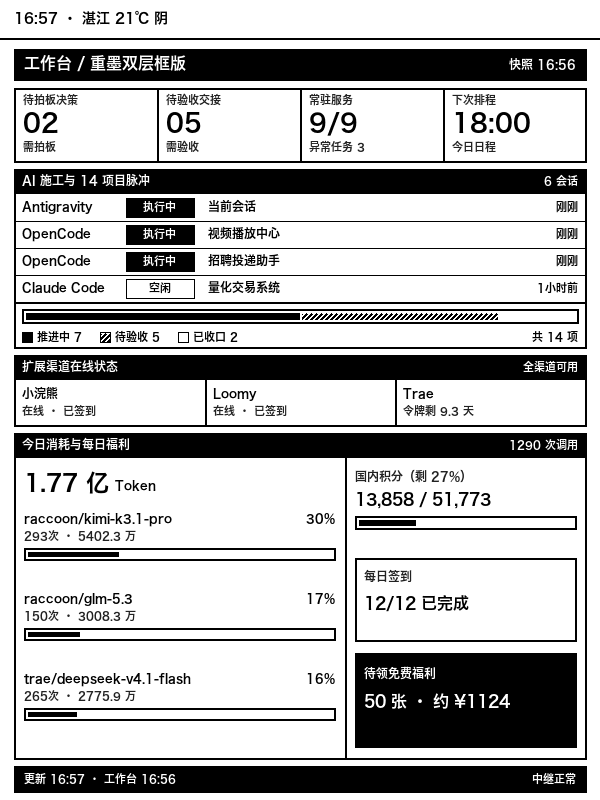 16:57 · 湛江 21℃ 阴
工作台 / 重墨双层框版 快照 16:56
待拍板决策 待验收交接 常驻服务 下次排程
02 05 9/9 18:00
需拍板 需验收 异常任务 3 今日日程
AI 施工与 14 项目脉冲 6 会话
Antigravity 执行中 当前会话 刚刚
OpenCode 执行中 视频播放中心 刚刚
OpenCode 执行中 招聘投递助手 刚刚
Claude Code 空闲 量化交易系统 1小时前
推进中 7 待验收 5 已收口 2 共 14 项
扩展渠道在线状态 全渠道可用
小浣熊 Loomy Trae
在线 · 已签到 在线 · 已签到 令牌剩 9.3 天
今日消耗与每日福利 1290 次调用
1.77 亿 Token
raccoon/kimi-k3.1-pro 30%
293次 · 5402.3 万
raccoon/glm-5.3 17%
150次 · 3008.3 万
trae/deepseek-v4.1-flash 16%
265次 · 2775.9 万
国内积分（剩 27%）
13,858 / 51,773
每日签到
12/12 已完成
待领免费福利
50 张 · 约 ¥1124
更新 16:57 · 工作台 16:56 中继正常